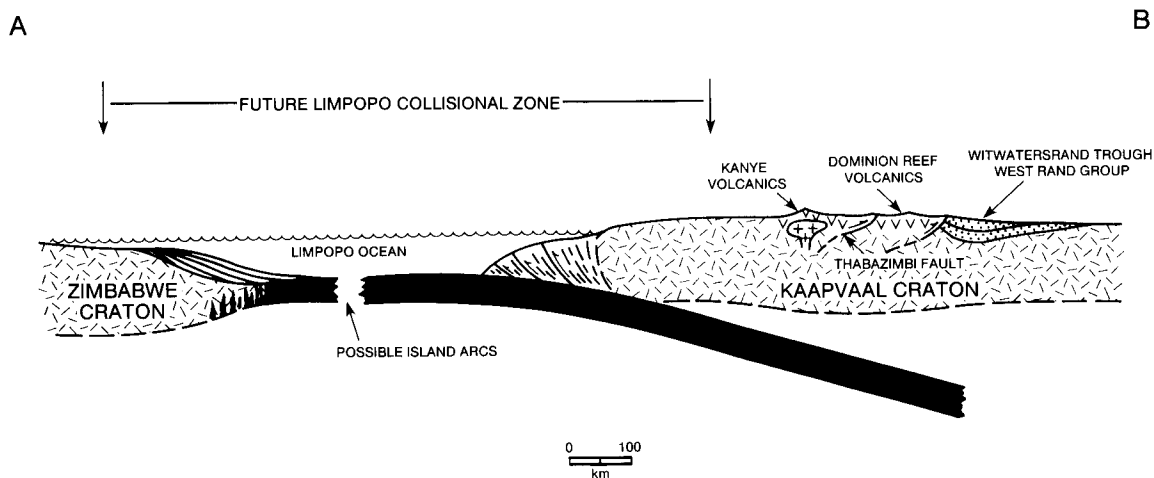 A
B
FUTURE LIMPOPO COLLISIONAL ZONE
KANYE
VOLCANICS
DOMINION REEF
VOLCANICS
WITWATERSRAND TROUGH
WEST RAND GROUP
LIMPOPO OCEAN
THABAZIMBI FAULT
ZIMBABWE
CRATON
KAAPVAAL CRATON
POSSIBLE ISLAND ARCS
0 100
km